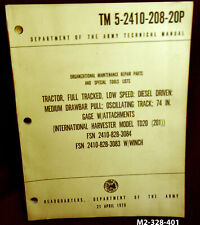 TM 5-2410-208-20P
DEPARTMENT OF THE ARMY TECHNICAL MANUAL
ORGANIZATIONAL MAINTENANCE REPAIR PARTS
AND SPECIAL TOOLS LISTS
TRACTOR, FULL TRACKED, LOW SPEED: DIESEL DRIVEN;
MEDIUM DRAWBAR PULL; OSCILLATING TRACK; 74 IN.
GAGE W/ATTACHMENTS
(INTERNATIONAL HARVESTER MODEL TD20 (201))
FSN 2410-828-3084
FSN 2410-828-3083 W/WINCH
HEADQUARTERS, DEPARTMENT OF THE ARMY
21 APRIL 1970
M2-328-401